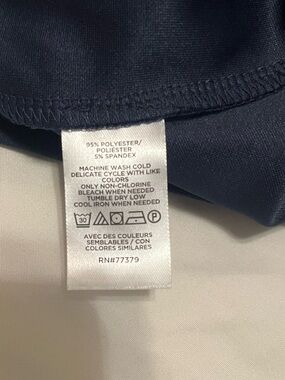 95% POLYESTER/
POLIESTER
5% SPANDEX
MACHINE WASH COLD
DELICATE CYCLE WITH LIKE
COLORS
ONLY NON-CHLORINE
BLEACH WHEN NEEDED
TUMBLE DRY LOW
COOL IRON WHEN NEEDED
30 P
AVEC DES COULEURS
SEMBLABLES / CON
COLORES SIMILARES
RN#77379